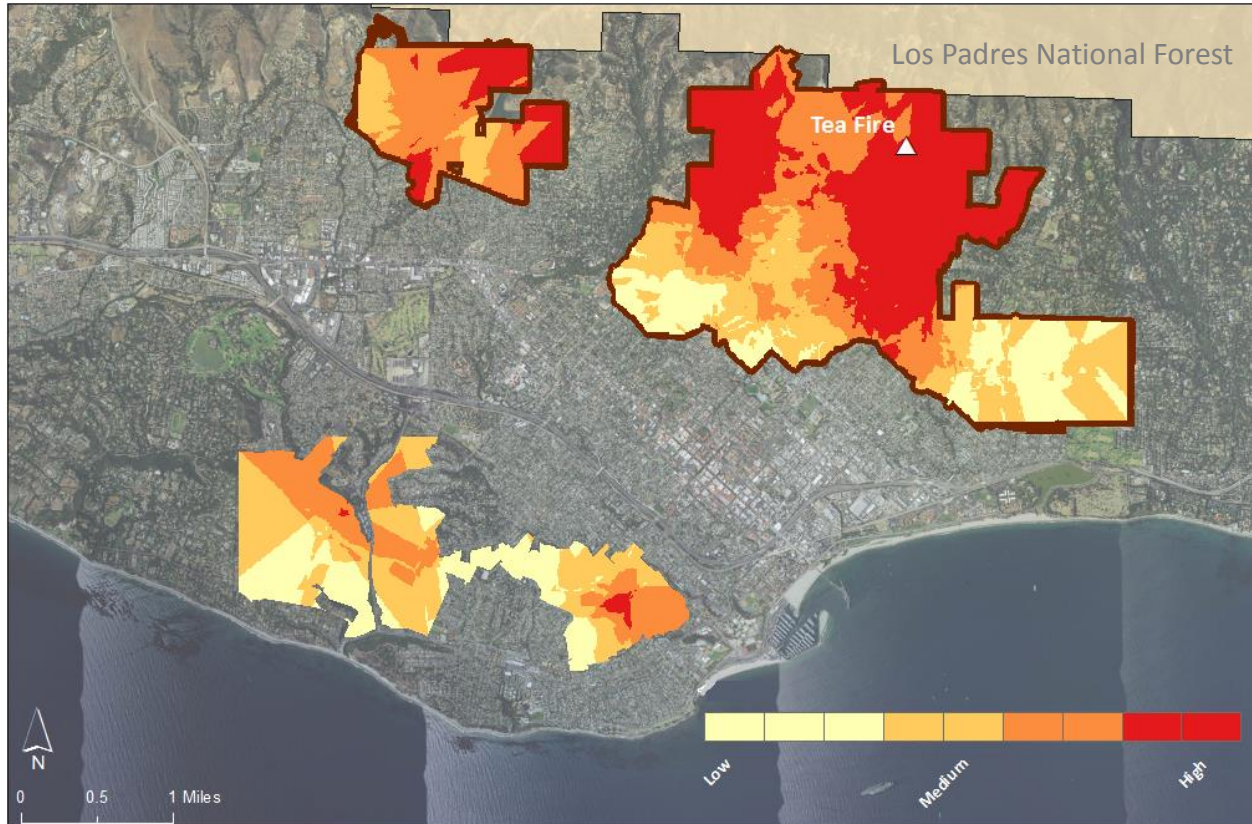 Los Padres National Forest
Tea Fire
N
0 0.5 1 Miles
Low
Medium
High